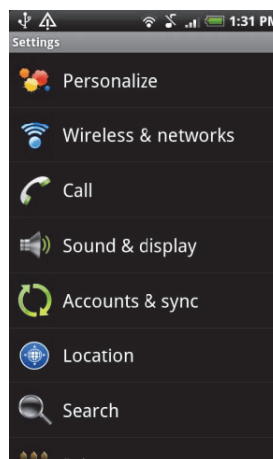 1:31 PM
Settings
Personalize
Wireless & networks
Call
Sound & display
Accounts & sync
Location
Search